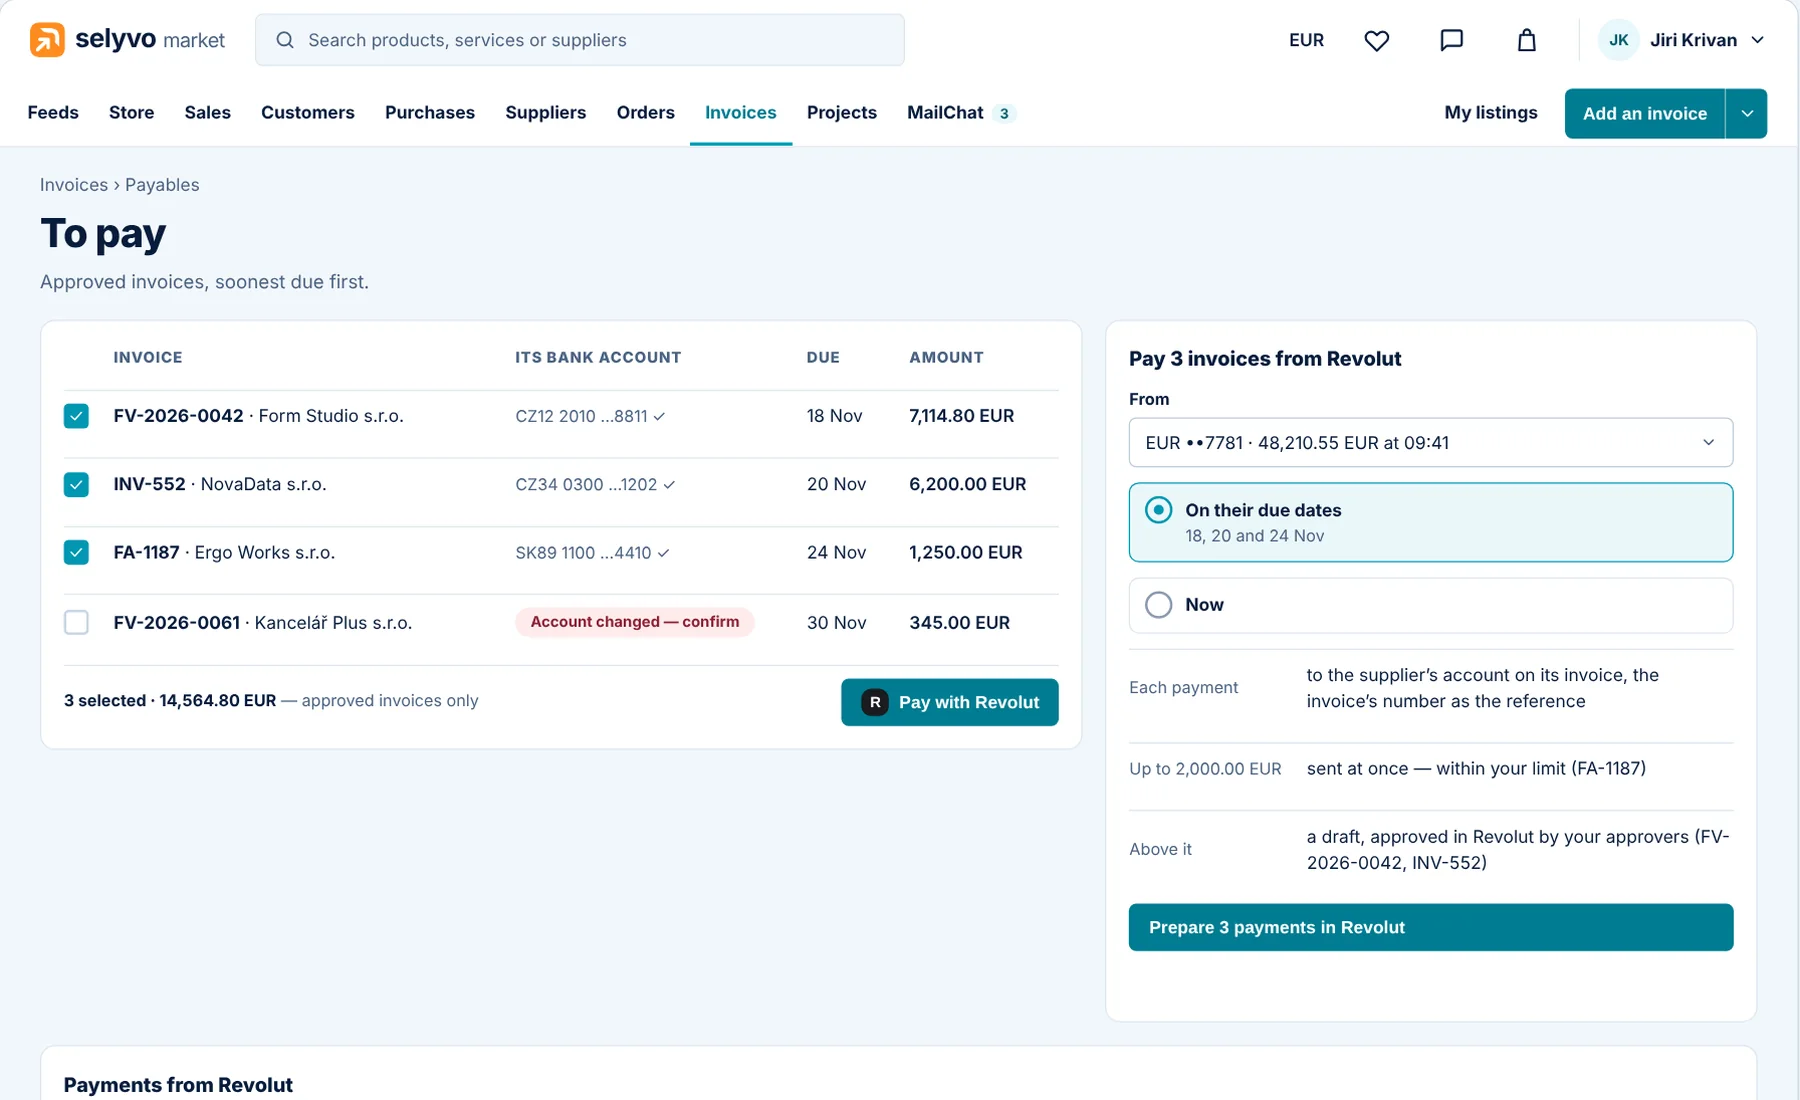 selyvo market
Search products, services or suppliers
EUR
JK
Jiri Krivan
Feeds
Store
Sales
Customers
Purchases
Suppliers
Orders
Invoices
Projects
MailChat 3
My listings
Add an invoice
Invoices › Payables
To pay
Approved invoices, soonest due first.
INVOICE ITS BANK ACCOUNT DUE AMOUNT
FV-2026-0042 · Form Studio s.r.o. CZ12 2010 …8811 ✓ 18 Nov 7,114.80 EUR
INV-552 · NovaData s.r.o. CZ34 0300 …1202 ✓ 20 Nov 6,200.00 EUR
FA-1187 · Ergo Works s.r.o. SK89 1100 …4410 ✓ 24 Nov 1,250.00 EUR
FV-2026-0061 · Kancelář Plus s.r.o. Account changed — confirm 30 Nov 345.00 EUR
3 selected · 14,564.80 EUR — approved invoices only
R Pay with Revolut
Pay 3 invoices from Revolut
From
EUR ••7781 · 48,210.55 EUR at 09:41
On their due dates
18, 20 and 24 Nov
Now
Each payment
to the supplier’s account on its invoice, the
invoice’s number as the reference
Up to 2,000.00 EUR
sent at once — within your limit (FA-1187)
Above it
a draft, approved in Revolut by your approvers (FV-
2026-0042, INV-552)
Prepare 3 payments in Revolut
Payments from Revolut